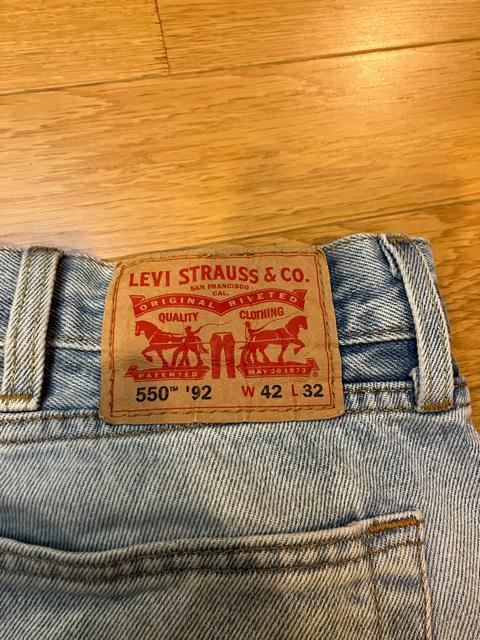 LEVI STRAUSS & CO.
SAN FRANCISCO
CAL.
ORIGINAL RIVETED
QUALITY CLOTHING
PATENTED MAY 20 1873
550™ '92 W 42 L 32